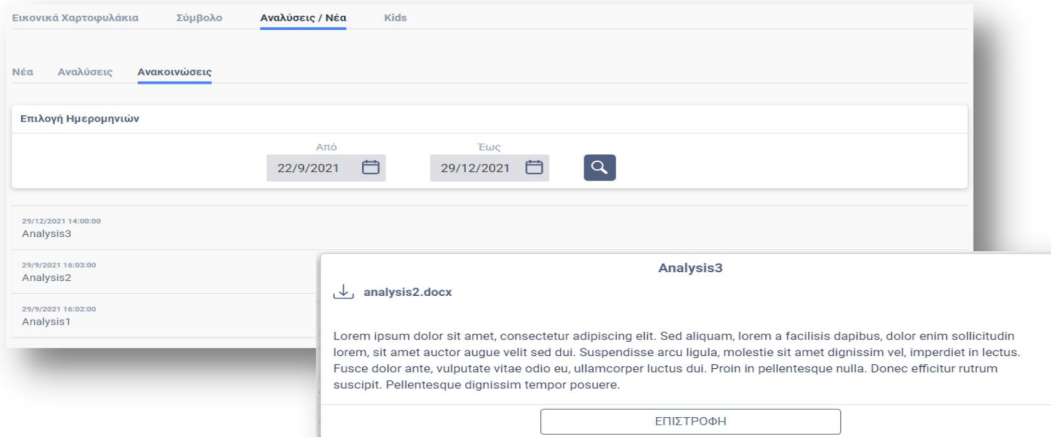 Εικονικά Χαρτοφυλάκια Σύμβολο Αναλύσεις / Νέα Kids
Νέα Αναλύσεις Ανακοινώσεις
Επιλογή Ημερομηνιών
Από Έως
22/9/2021 29/12/2021
29/12/2021 14:00:00
Analysis3
29/9/2021 16:03:00
Analysis2
29/9/2021 16:02:00
Analysis1
Analysis3
analysis2.docx
Lorem ipsum dolor sit amet, consectetur adipiscing elit. Sed aliquam, lorem a facilisis dapibus, dolor enim sollicitudin
lorem, sit amet auctor augue velit sed dui. Suspendisse arcu ligula, molestie sit amet dignissim vel, imperdiet in lectus.
Fusce dolor ante, vulputate vitae odio eu, ullamcorper luctus dui. Proin in pellentesque nulla. Donec efficitur rutrum
suscipit. Pellentesque dignissim tempor posuere.
ΕΠΙΣΤΡΟΦΗ